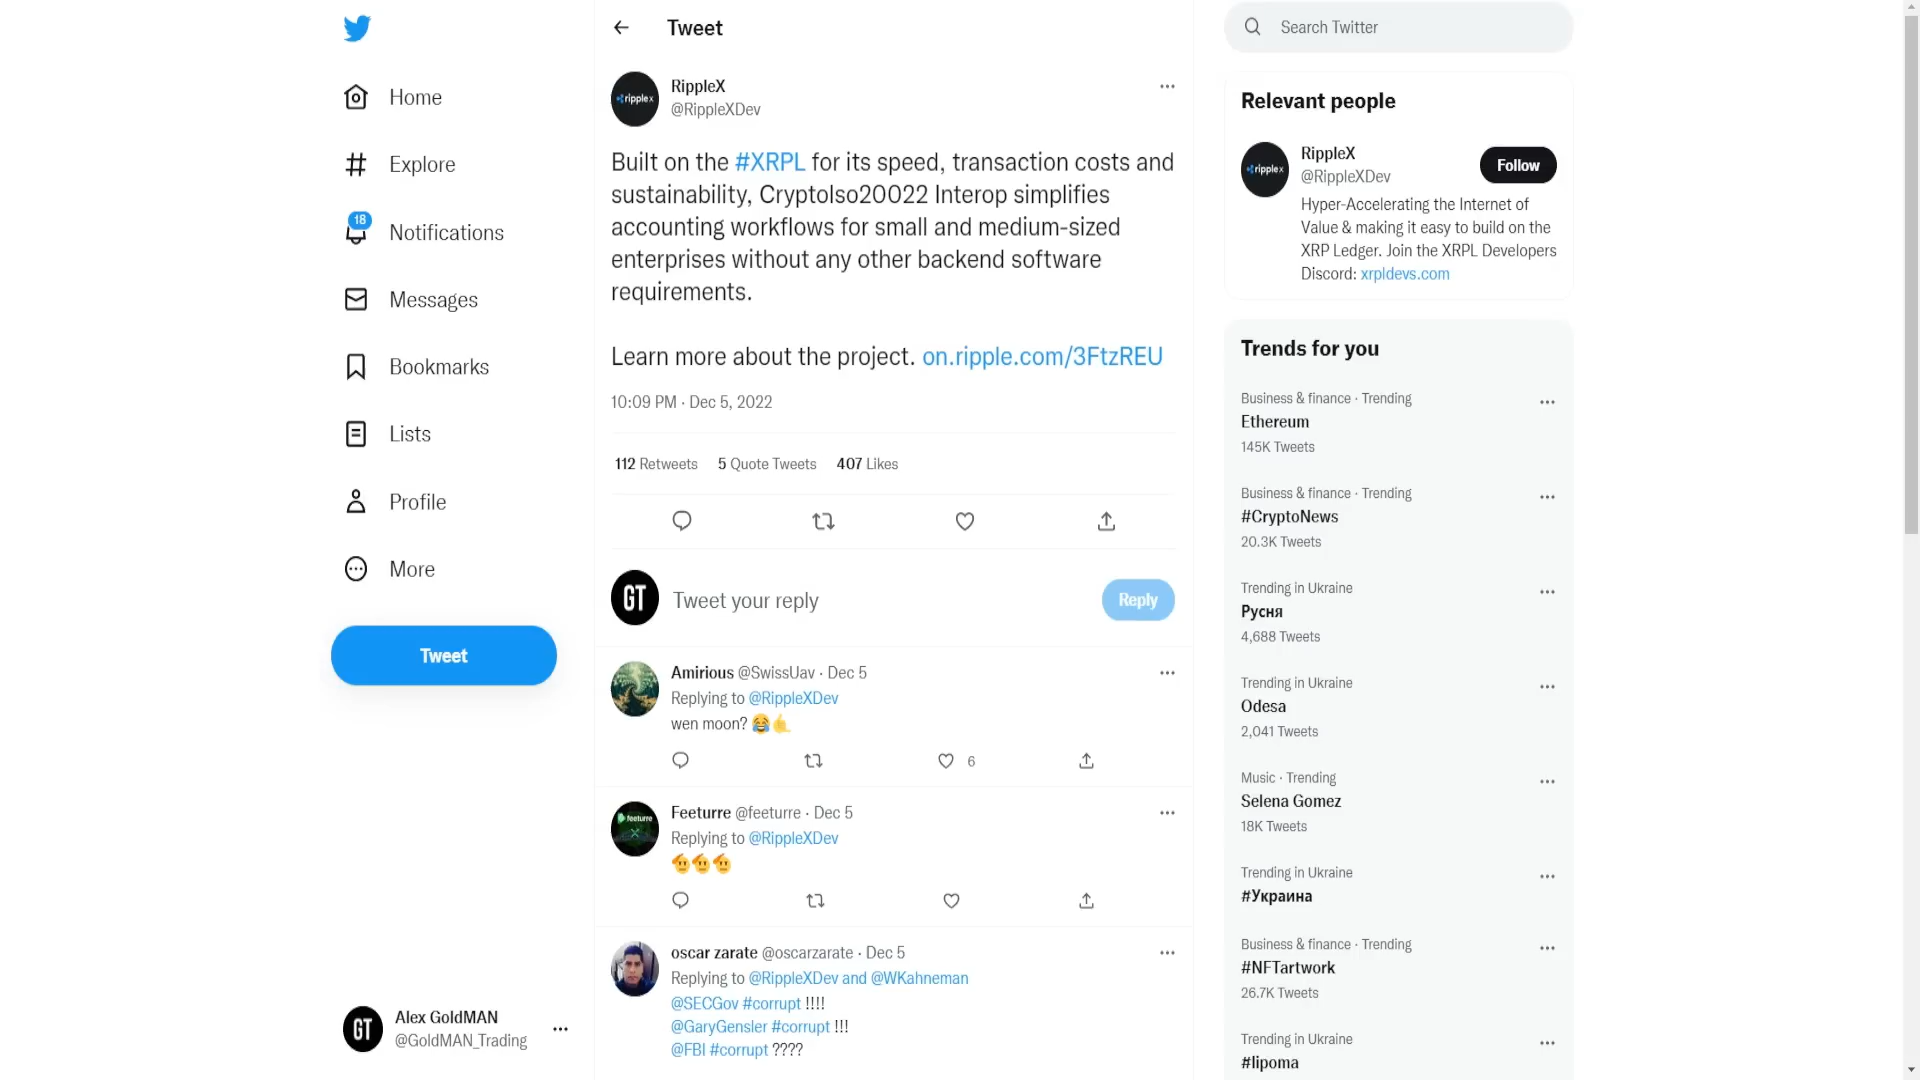 Home
Explore
18
Notifications
Messages
Bookmarks
Lists
Profile
More
Tweet
Alex GoldMAN
@GoldMAN_Trading
GT
Tweet
ripplex
RippleX
@RippleXDev
Built on the #XRPL for its speed, transaction costs and
sustainability, CryptoIso20022 Interop simplifies
accounting workflows for small and medium-sized
enterprises without any other backend software
requirements.
Learn more about the project. on.ripple.com/3FtzREU
10:09 PM · Dec 5, 2022
112 Retweets 5 Quote Tweets 407 Likes
GT
Tweet your reply
Reply
Amirious @SwissUav · Dec 5
Replying to @RippleXDev
wen moon? 😂🤙
6
feeturre
Feeturre @feeturre · Dec 5
Replying to @RippleXDev
🫡🫡🫡
oscar zarate @oscarzarate · Dec 5
Replying to @RippleXDev and @WKahneman
@SECGov #corrupt !!!!
@GaryGensler #corrupt !!!
@FBI #corrupt ????
Search Twitter
Relevant people
ripplex
RippleX
@RippleXDev
Follow
Hyper-Accelerating the Internet of
Value & making it easy to build on the
XRP Ledger. Join the XRPL Developers
Discord: xrpldevs.com
Trends for you
Business & finance · Trending
Ethereum
145K Tweets
Business & finance · Trending
#CryptoNews
20.3K Tweets
Trending in Ukraine
Русня
4,688 Tweets
Trending in Ukraine
Odesa
2,041 Tweets
Music · Trending
Selena Gomez
18K Tweets
Trending in Ukraine
#Украина
Business & finance · Trending
#NFTartwork
26.7K Tweets
Trending in Ukraine
#lipoma